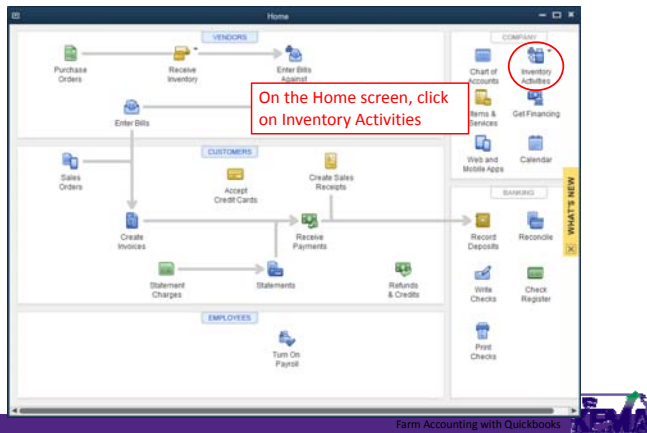 Home
VENDORS
Purchase
Orders
Receive
Inventory
Enter Bills
Against
Enter Bills
On the Home screen, click
on Inventory Activities
COMPANY
Chart of
Accounts
Inventory
Activities
Items &
Services
Get Financing
Web and
Mobile Apps
Calendar
CUSTOMERS
Sales
Orders
Accept
Credit Cards
Create Sales
Receipts
Create
Invoices
Receive
Payments
Statement
Charges
Statements
Refunds
& Credits
BANKING
Record
Deposits
Reconcile
Write
Checks
Check
Register
Print
Checks
WHAT'S NEW
EMPLOYEES
Turn On
Payroll
Farm Accounting with Quickbooks
KFMA